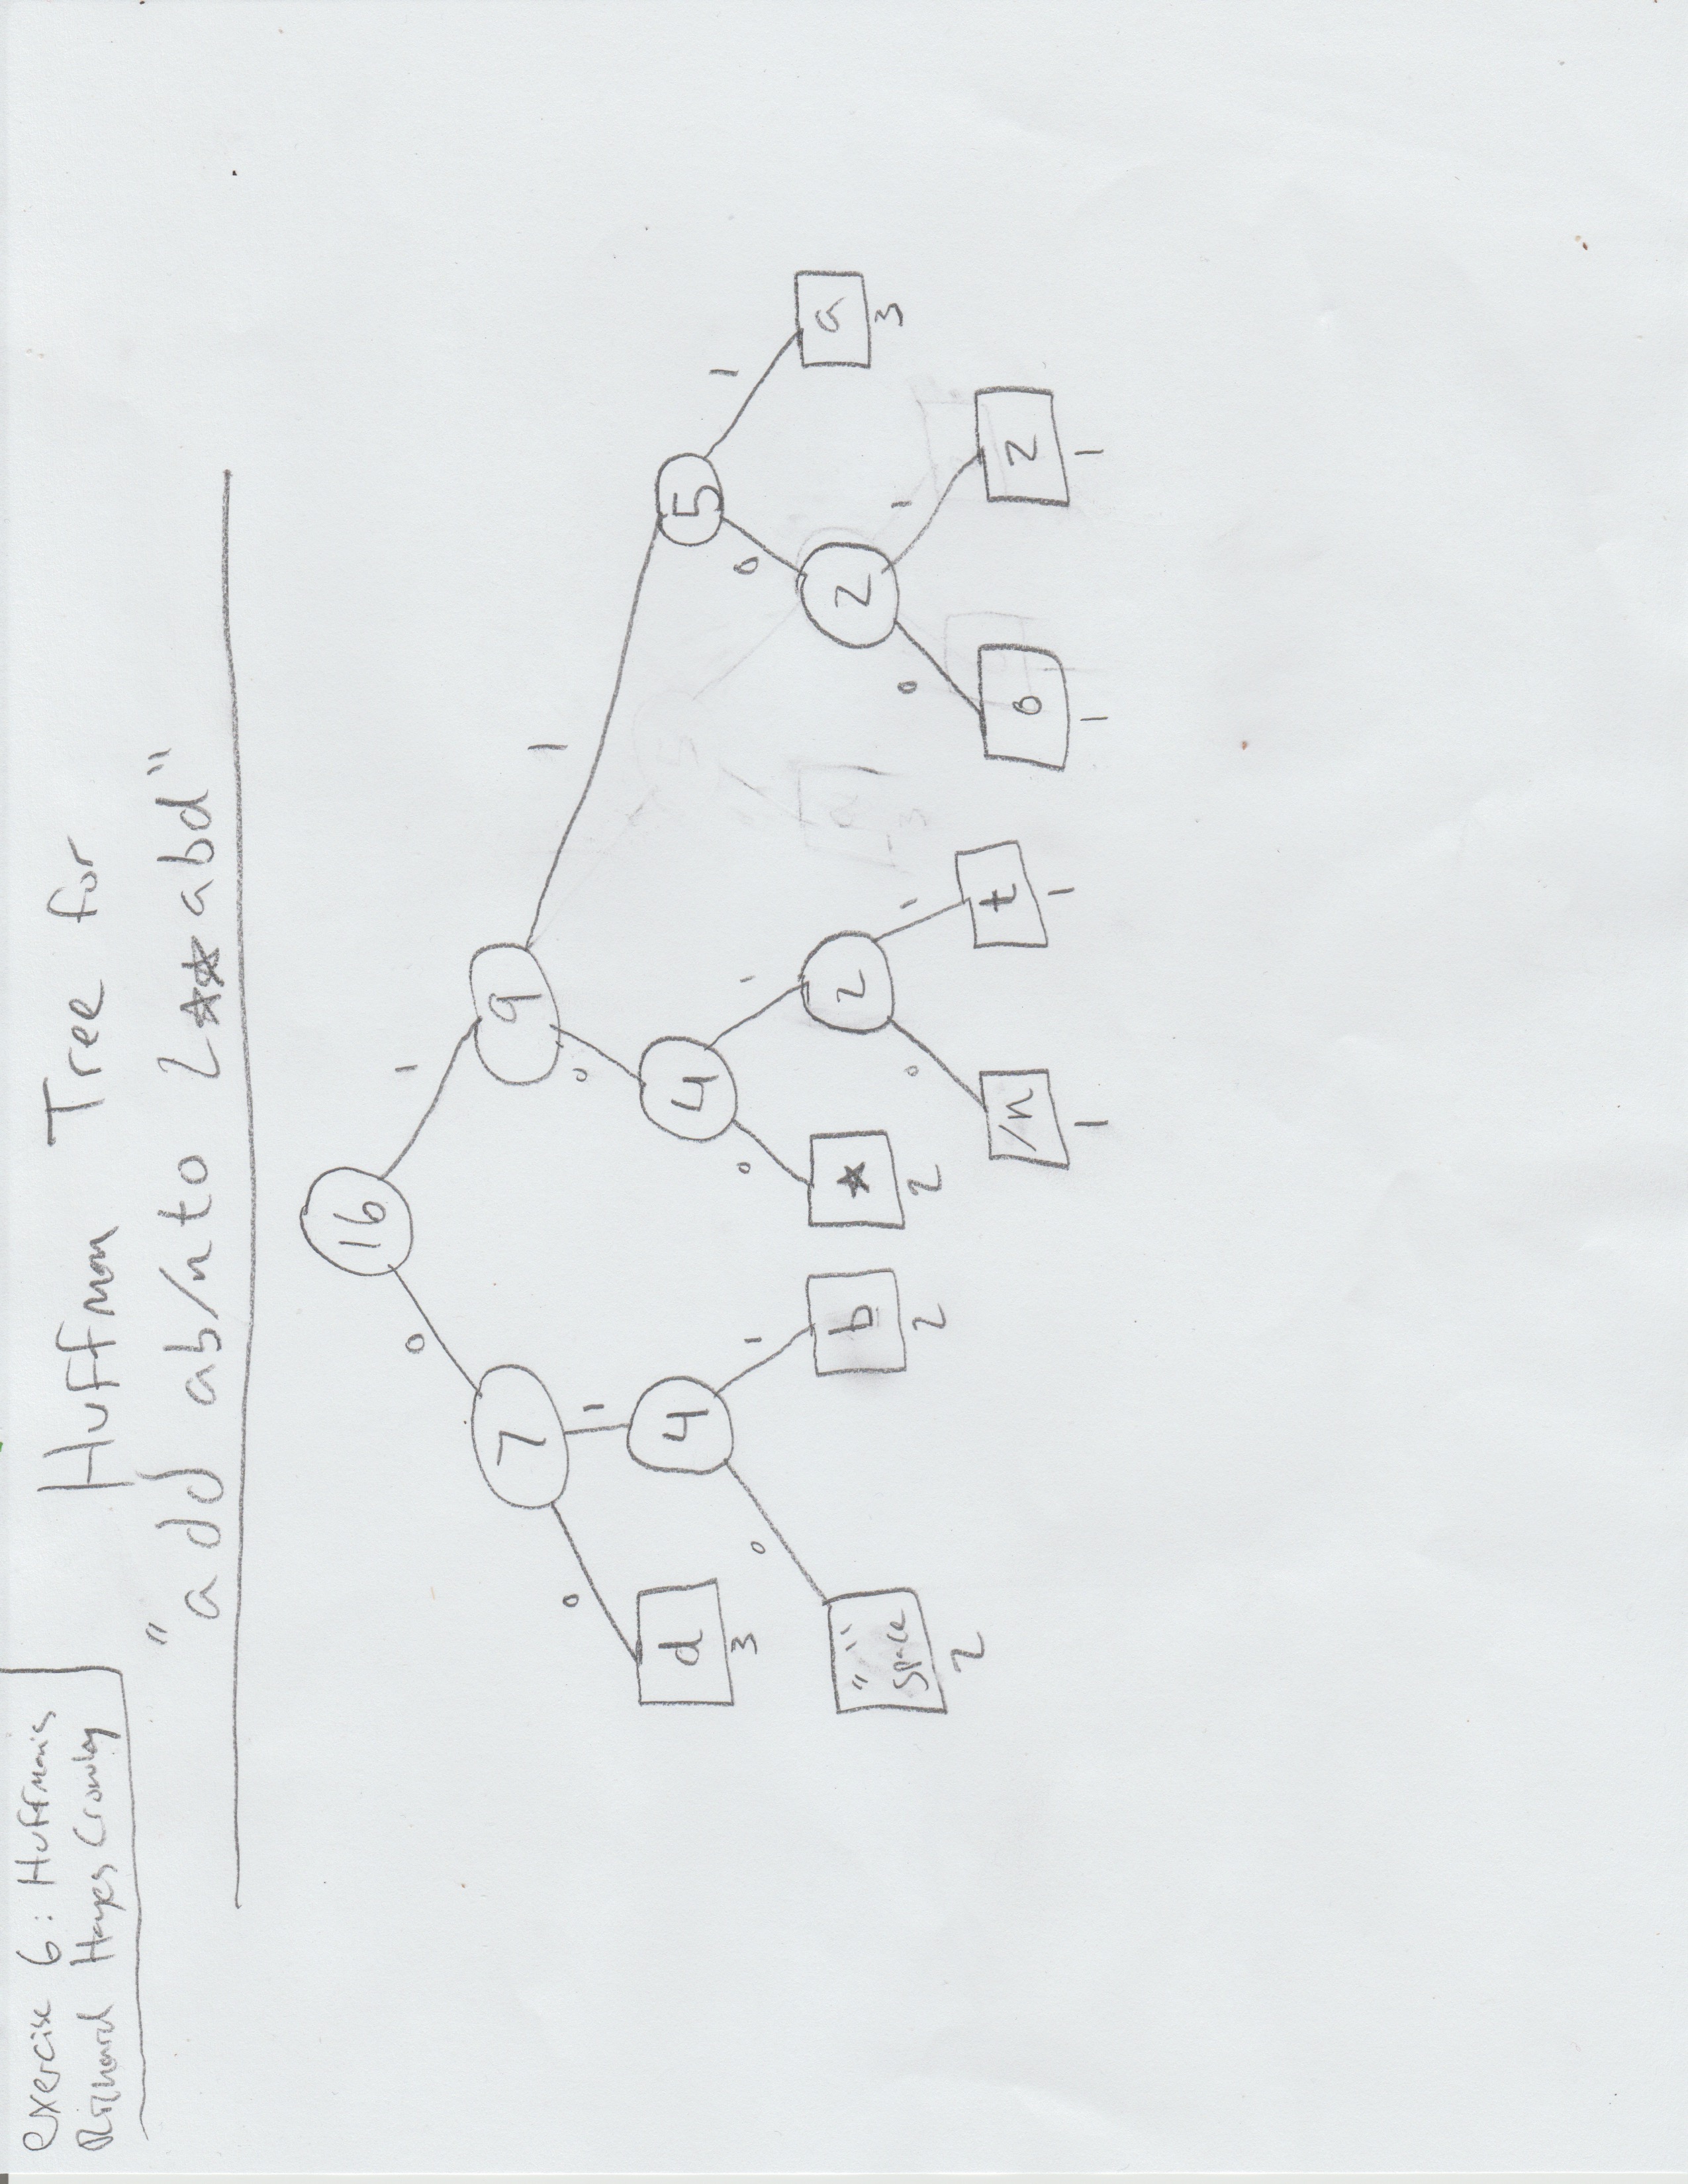 exercise 6: Huffman's
Richard Hayes Crowley
Huffman Tree for
"add ab/nto 2★★abd"
16
0 1
7 9
0 1 0 1
d 4 4 5
3
0 1 0 1 0 1
" " b ★ 2 2 a
space
2 2 2 3
0 1 0 1
/n t o 2
1 1 1 1